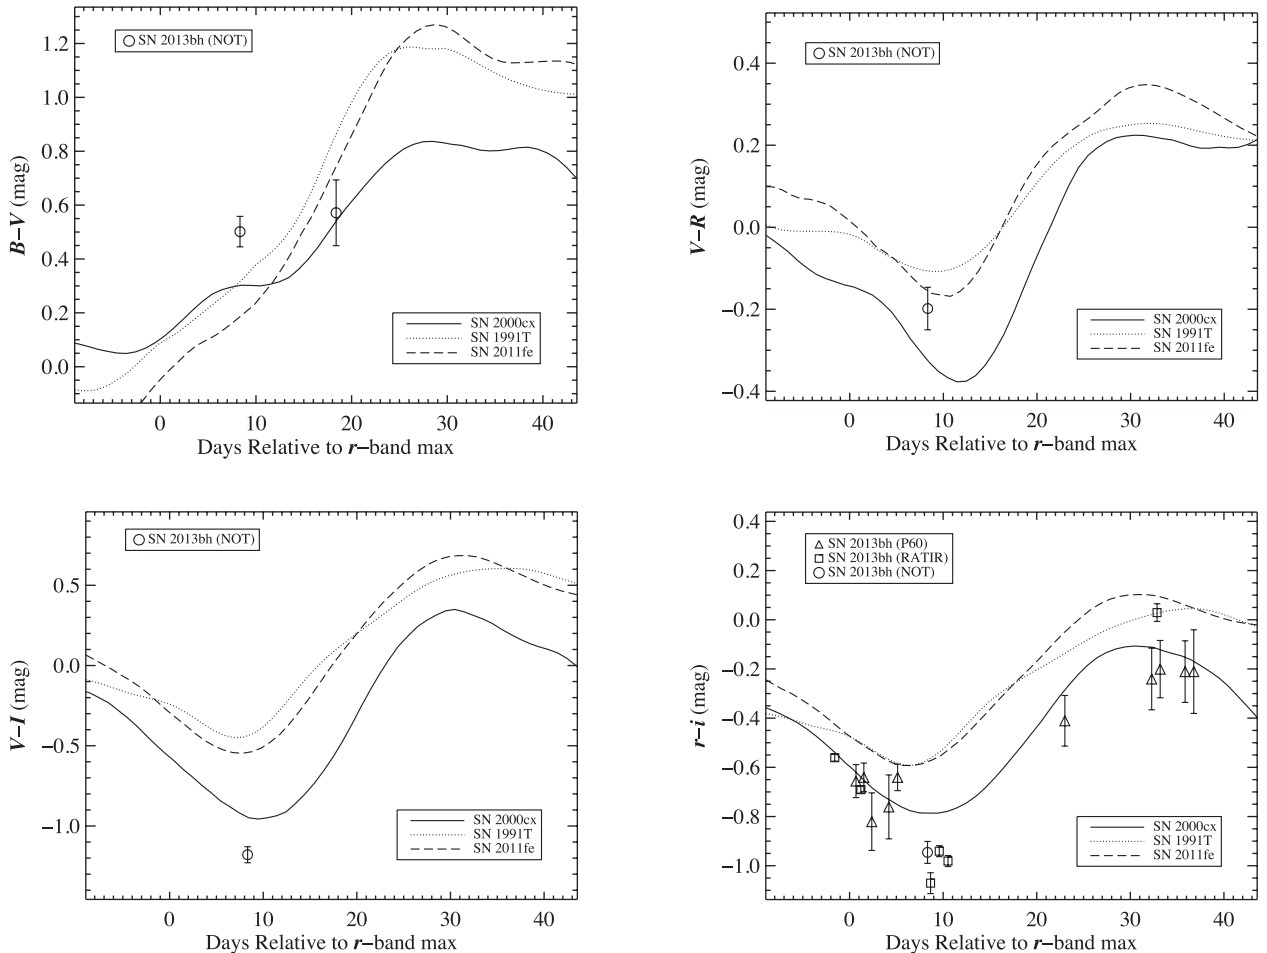 SN 2013bh (NOT)
1.2
1.0
0.8
0.6
0.4
0.2
0.0
B−V (mag)
SN 2000cx
SN 1991T
SN 2011fe
0 10 20 30 40
Days Relative to r−band max
SN 2013bh (NOT)
0.4
0.2
0.0
−0.2
−0.4
V−R (mag)
SN 2000cx
SN 1991T
SN 2011fe
0 10 20 30 40
Days Relative to r−band max
SN 2013bh (NOT)
0.5
0.0
−0.5
−1.0
V−I (mag)
SN 2000cx
SN 1991T
SN 2011fe
0 10 20 30 40
Days Relative to r−band max
SN 2013bh (P60)
SN 2013bh (RATIR)
SN 2013bh (NOT)
0.4
0.2
0.0
−0.2
−0.4
−0.6
−0.8
−1.0
r−i (mag)
SN 2000cx
SN 1991T
SN 2011fe
0 10 20 30 40
Days Relative to r−band max